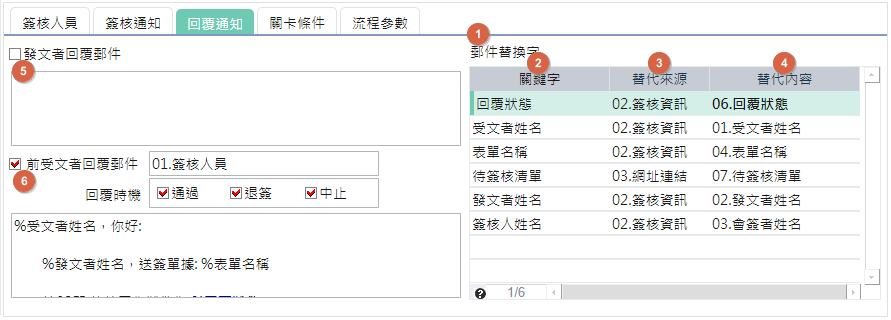 簽核人員 簽核通知 回覆通知 關卡條件 流程參數
發文者回覆郵件
5
前受文者回覆郵件 01.簽核人員
6
回覆時機 通過 退簽 中止
%受文者姓名，你好:
%發文者姓名，送簽單據: %表單名稱
1
郵件替換字
2 3 4
關鍵字 替代來源 替代內容
回覆狀態 02.簽核資訊 06.回覆狀態
受文者姓名 02.簽核資訊 01.受文者姓名
表單名稱 02.簽核資訊 04.表單名稱
待簽核清單 03.網址連結 07.待簽核清單
發文者姓名 02.簽核資訊 02.發文者姓名
簽核人姓名 02.簽核資訊 03.會簽者姓名
? 1/6